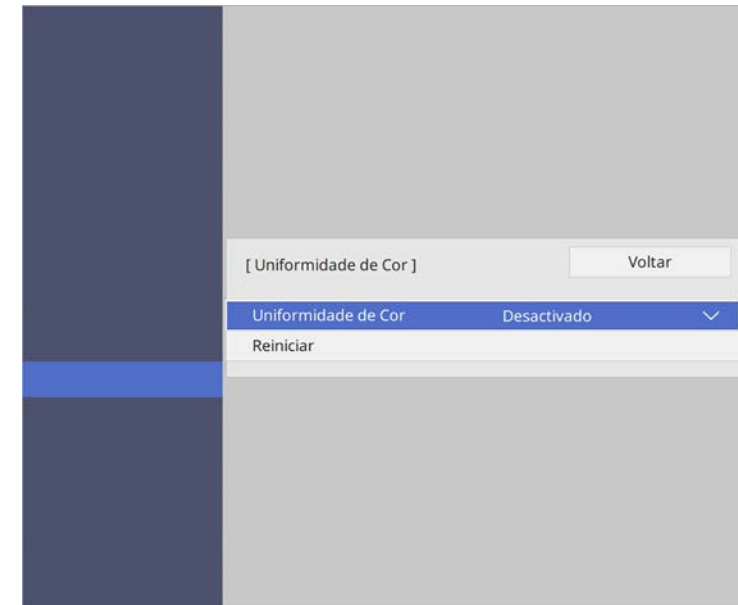 [ Uniformidade de Cor ] Voltar
Uniformidade de Cor Desactivado
Reiniciar